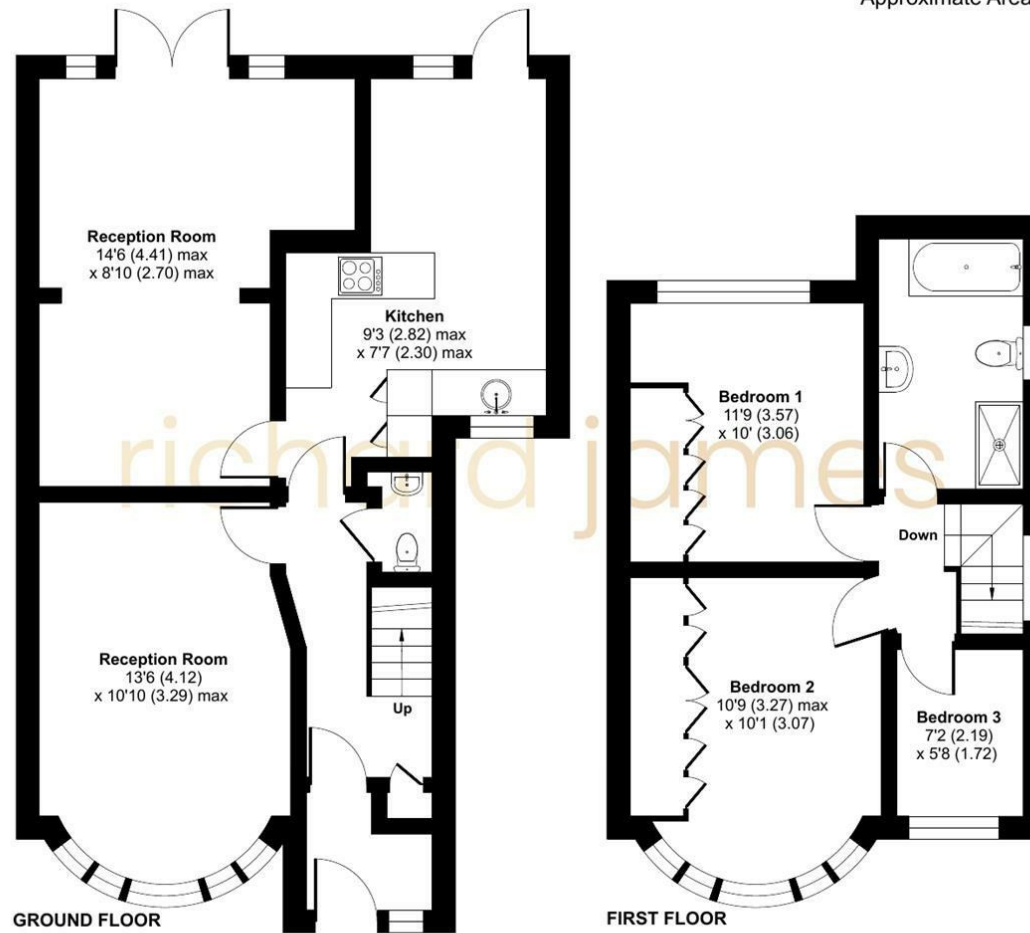 Approximate Area
Reception Room
14'6 (4.41) max
x 8'10 (2.70) max
Kitchen
9'3 (2.82) max
x 7'7 (2.30) max
Bedroom 1
11'9 (3.57)
x 10' (3.06)
richard james
Down
Reception Room
13'6 (4.12)
x 10'10 (3.29) max
Up
Bedroom 2
10'9 (3.27) max
x 10'1 (3.07)
Bedroom 3
7'2 (2.19)
x 5'8 (1.72)
GROUND FLOOR
FIRST FLOOR